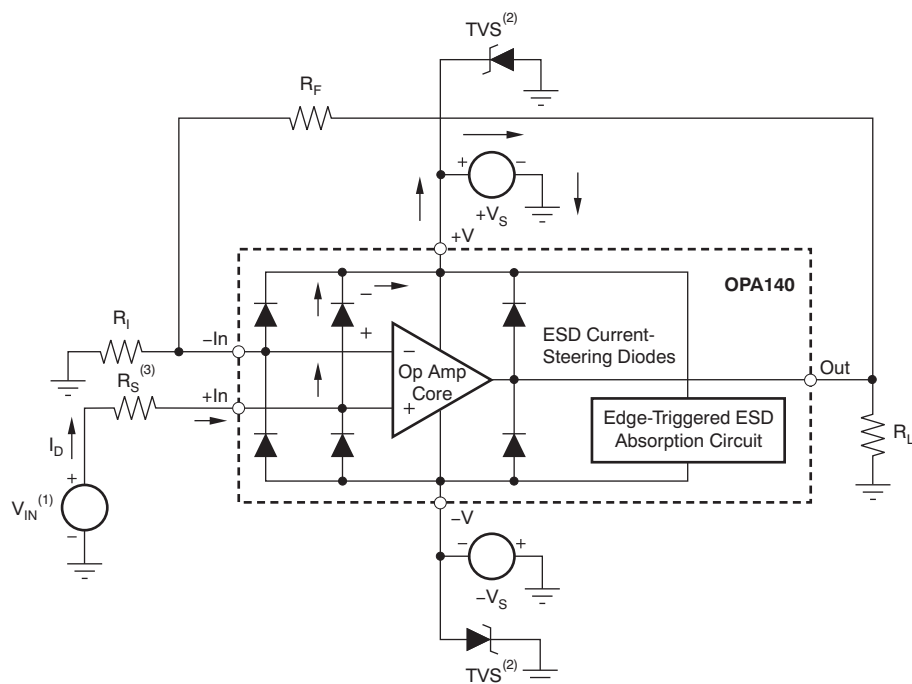 TVS(2)
RF
+ −
+VS
+V
OPA140
RI
−In
−
+
ESD Current-
Steering Diodes
− Op Amp
Core
+
Out
RS(3)
+In
Edge-Triggered ESD
Absorption Circuit
RL
ID
+
VIN(1)
−
−V
− +
−VS
TVS(2)